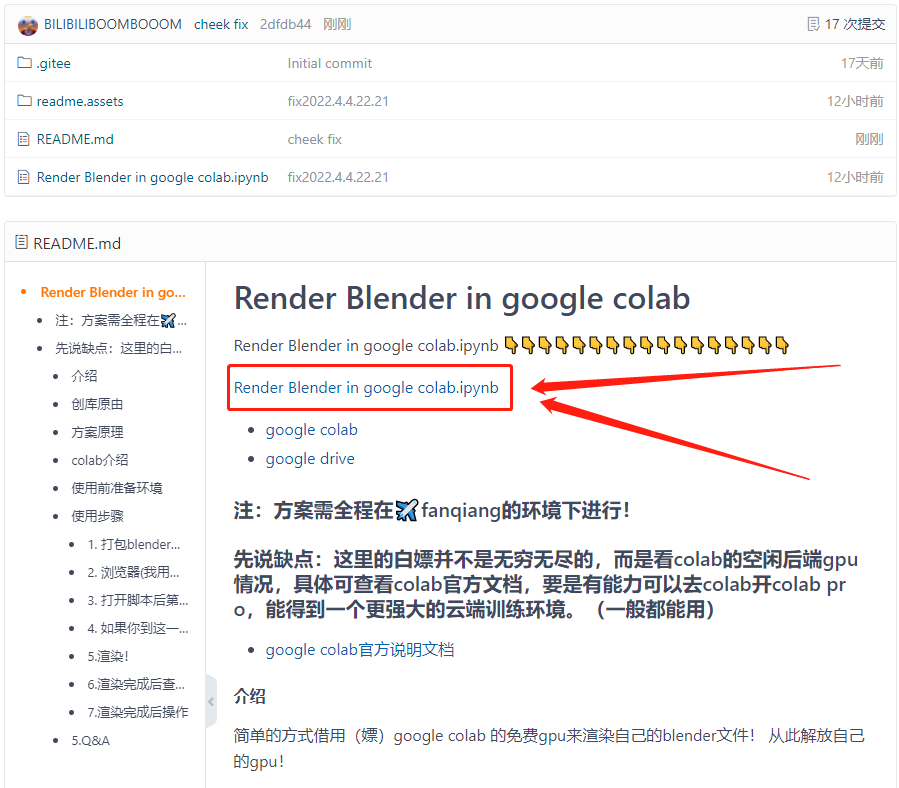 BILIBILIBOOMBOOOM cheek fix 2dfdb44 刚刚 17 次提交
.gitee Initial commit 17天前
readme.assets fix2022.4.4.22.21 12小时前
README.md cheek fix 刚刚
Render Blender in google colab.ipynb fix2022.4.4.22.21 12小时前
README.md
Render Blender in go...
注：方案需全程在✈️...
先说缺点：这里的白...
介绍
创库原由
方案原理
colab介绍
使用前准备环境
使用步骤
1. 打包blender...
2. 浏览器(我用...
3. 打开脚本后第...
4. 如果你到这一...
5.渲染！
6.渲染完成后查...
7.渲染完成后操作
5.Q&A
Render Blender in google colab
Render Blender in google colab.ipynb 👇👇👇👇👇👇👇👇👇👇👇👇👇👇👇👇👇
Render Blender in google colab.ipynb
google colab
google drive
注：方案需全程在✈️fanqiang的环境下进行！
先说缺点：这里的白嫖并不是无穷无尽的，而是看colab的空闲后端gpu
情况，具体可查看colab官方文档，要是有能力可以去colab开colab pr
o，能得到一个更强大的云端训练环境。（一般都能用）
google colab官方说明文档
介绍
简单的方式借用（嫖）google colab 的免费gpu来渲染自己的blender文件！ 从此解放自己
的gpu！